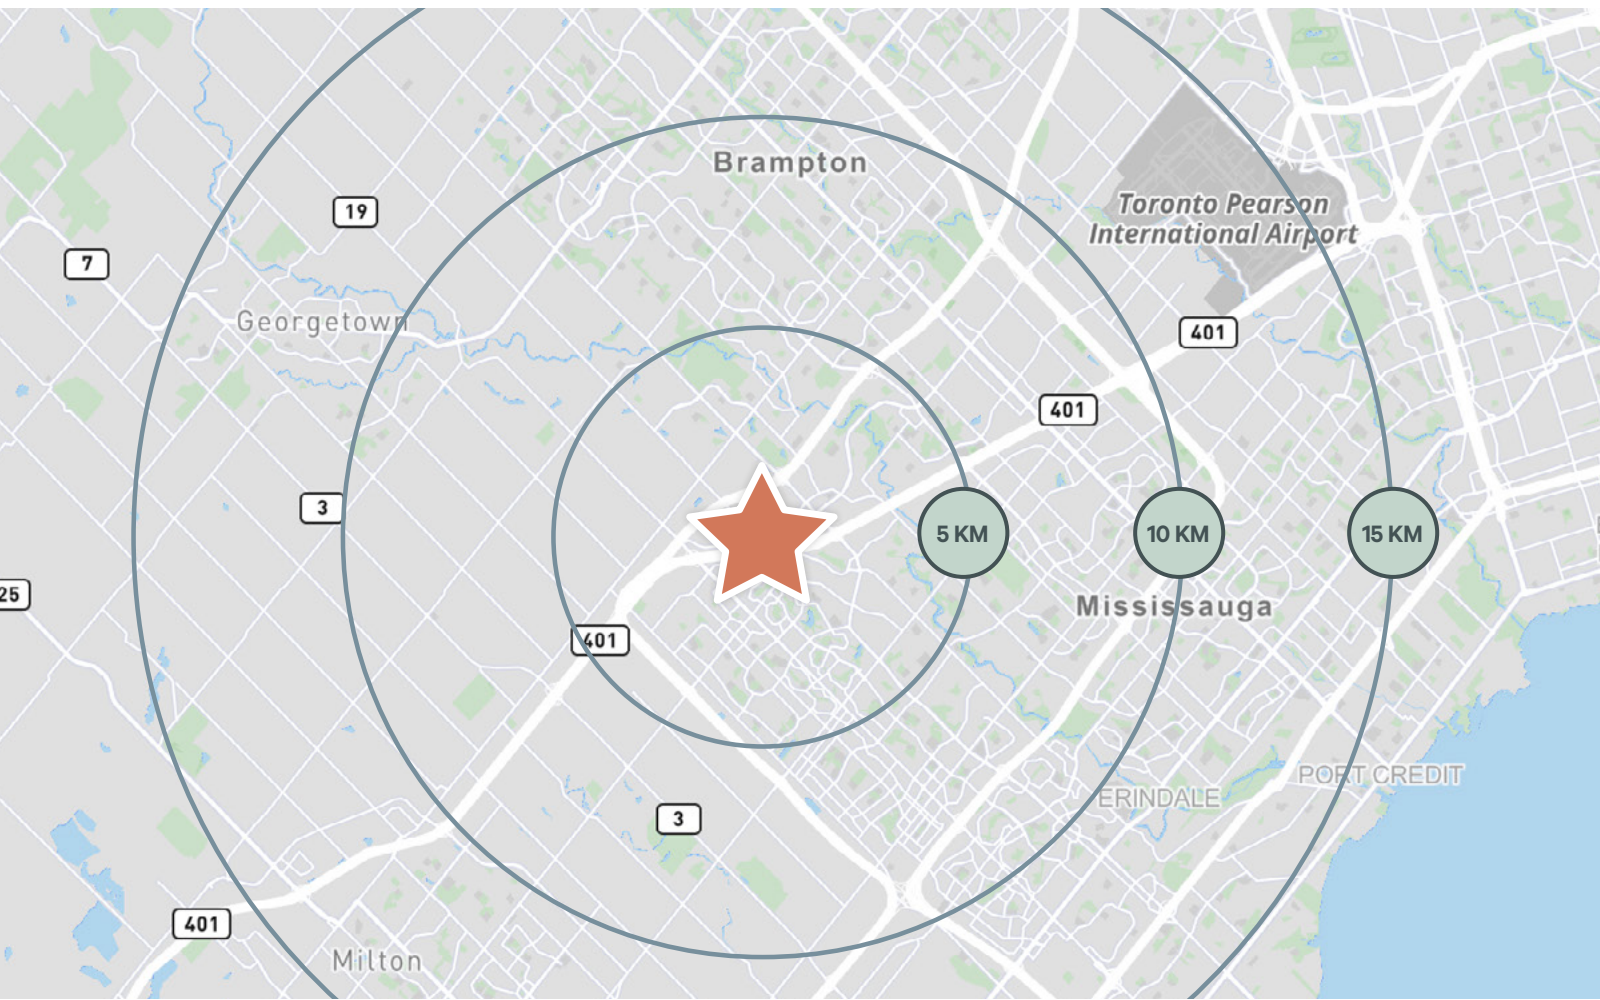 Brampton
19
Toronto Pearson
International Airport
7
Georgetown
401
401
3
5 KM
10 KM
15 KM
25
Mississauga
401
PORT CREDIT
ERINDALE
3
401
Milton